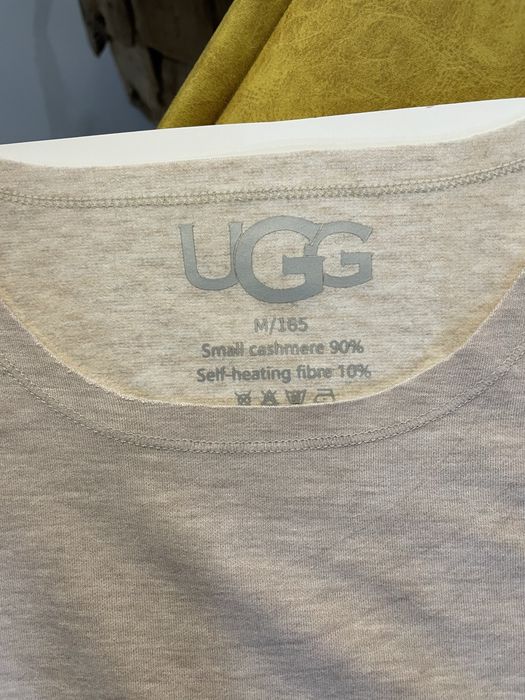 UGG
M/165
Small cashmere 90%
Self-heating fibre 10%